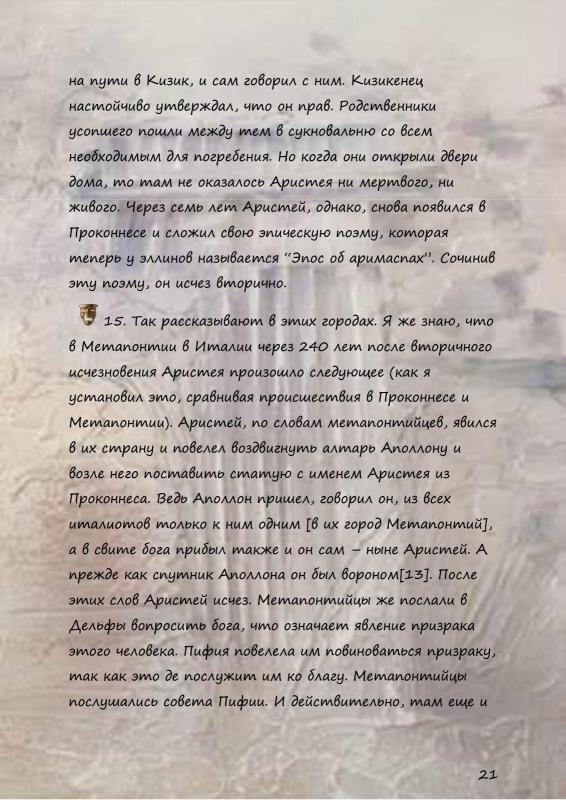 на пути в Кизик, и сам говорил с ним. Кизикенец
настойчиво утверждал, что он прав. Родственники
усопшего пошли между тем в сукновальню со всем
необходимым для погребения. Но когда они открыли двери
дома, то там не оказалось Аристея ни мертвого, ни
живого. Через семь лет Аристей, однако, снова появился в
Проконнесе и сложил свою эпическую поэму, которая
теперь у эллинов называется “Эпос об аримаспах”. Сочинив
эту поэму, он исчез вторично.
15. Так рассказывают в этих городах. Я же знаю, что
в Метапонтии в Италии через 240 лет после вторичного
исчезновения Аристея произошло следующее (как я
установил это, сравнивая происшествия в Проконнесе и
Метапонтии). Аристей, по словам метапонтийцев, явился
в их страну и повелел воздвигнуть алтарь Аполлону и
возле него поставить статую с именем Аристея из
Проконнеса. Ведь Аполлон пришел, говорил он, из всех
италиотов только к ним одним [в их город Метапонтий],
а в свите бога прибыл также и он сам – ныне Аристей. А
прежде как спутник Аполлона он был вороном[13]. После
этих слов Аристей исчез. Метапонтийцы же послали в
Дельфы вопросить бога, что означает явление призрака
этого человека. Пифия повелела им повиноваться призраку,
так как это де послужит им ко благу. Метапонтийцы
послушались совета Пифии. И действительно, там еще и
21